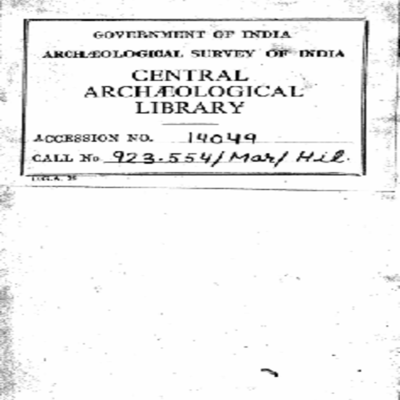 GOVERNMENT OF INDIA
ARCHÆOLOGICAL SURVEY OF INDIA
CENTRAL
ARCHÆOLOGICAL
LIBRARY
ACCESSION NO. 14049
CALL No 923.554/Mar/Hil.